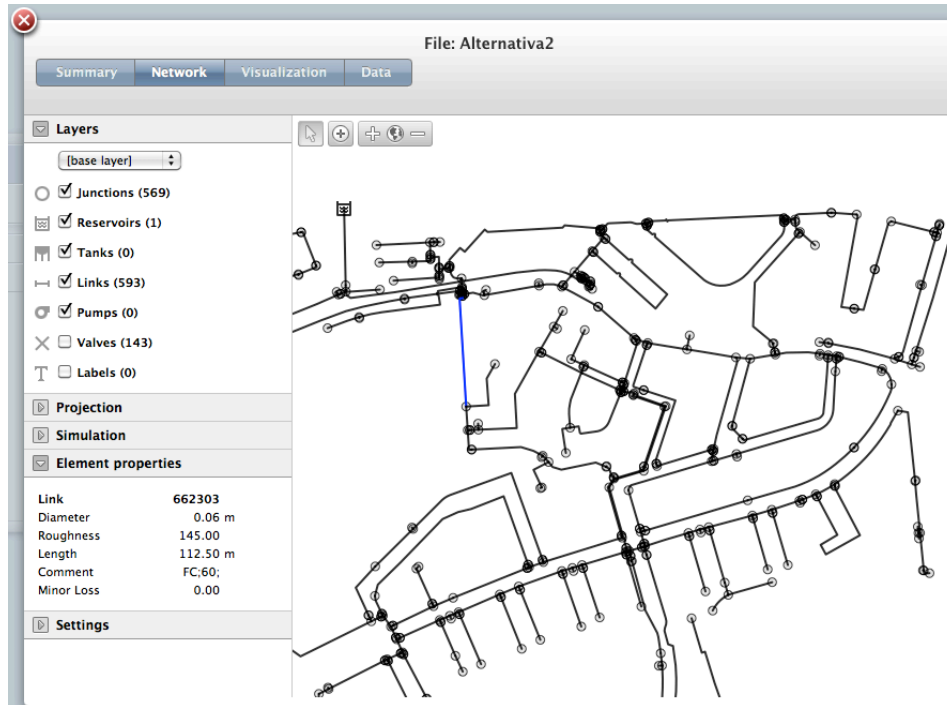 File: Alternativa2
Summary Network Visualization Data
Layers
[base layer]
Junctions (569)
Reservoirs (1)
Tanks (0)
Links (593)
Pumps (0)
Valves (143)
T Labels (0)
Projection
Simulation
Element properties
Link 662303
Diameter 0.06 m
Roughness 145.00
Length 112.50 m
Comment FC;60;
Minor Loss 0.00
Settings